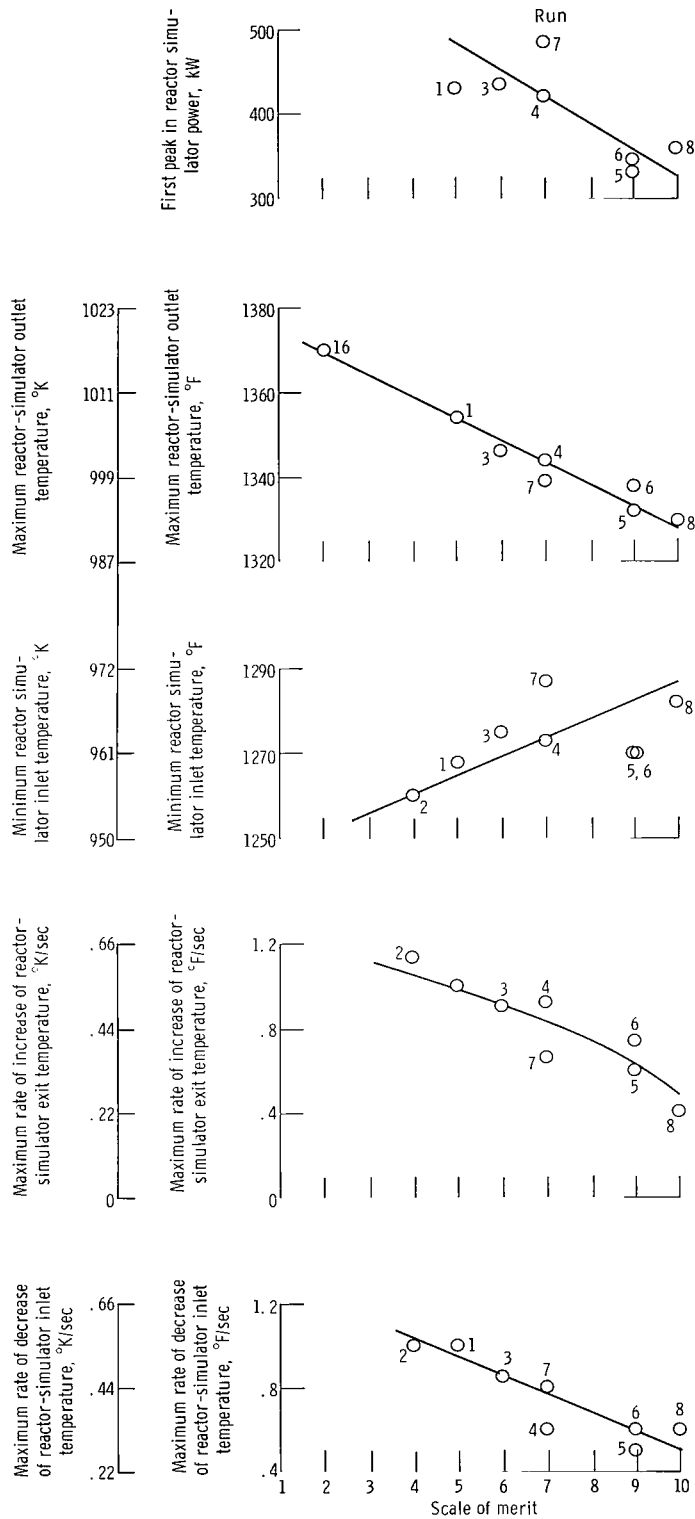 Run
First peak in reactor simu-
lator power, kW
500
400
300
1
3
7
4
6
5
8
Maximum reactor-simulator outlet
temperature, °K
1023
1011
999
987
Maximum reactor-simulator outlet
temperature, °F
1380
1360
1340
1320
16
1
3
4
7
6
5
8
Minimum reactor simu-
lator inlet temperature, °K
972
961
950
Minimum reactor simu-
lator inlet temperature, °F
1290
1270
1250
2
1
3
7
4
5, 6
8
Maximum rate of increase of reactor-
simulator exit temperature, °K/sec
.66
.44
.22
0
Maximum rate of increase of reactor-
simulator exit temperature, °F/sec
1.2
.8
.4
0
2
3
4
7
6
5
8
Maximum rate of decrease
of reactor-simulator inlet
temperature, °K/sec
.66
.44
.22
Maximum rate of decrease
of reactor-simulator inlet
temperature, °F/sec
1.2
.8
.4
2
1
3
7
4
6
5
8
1 2 3 4 5 6 7 8 9 10
Scale of merit